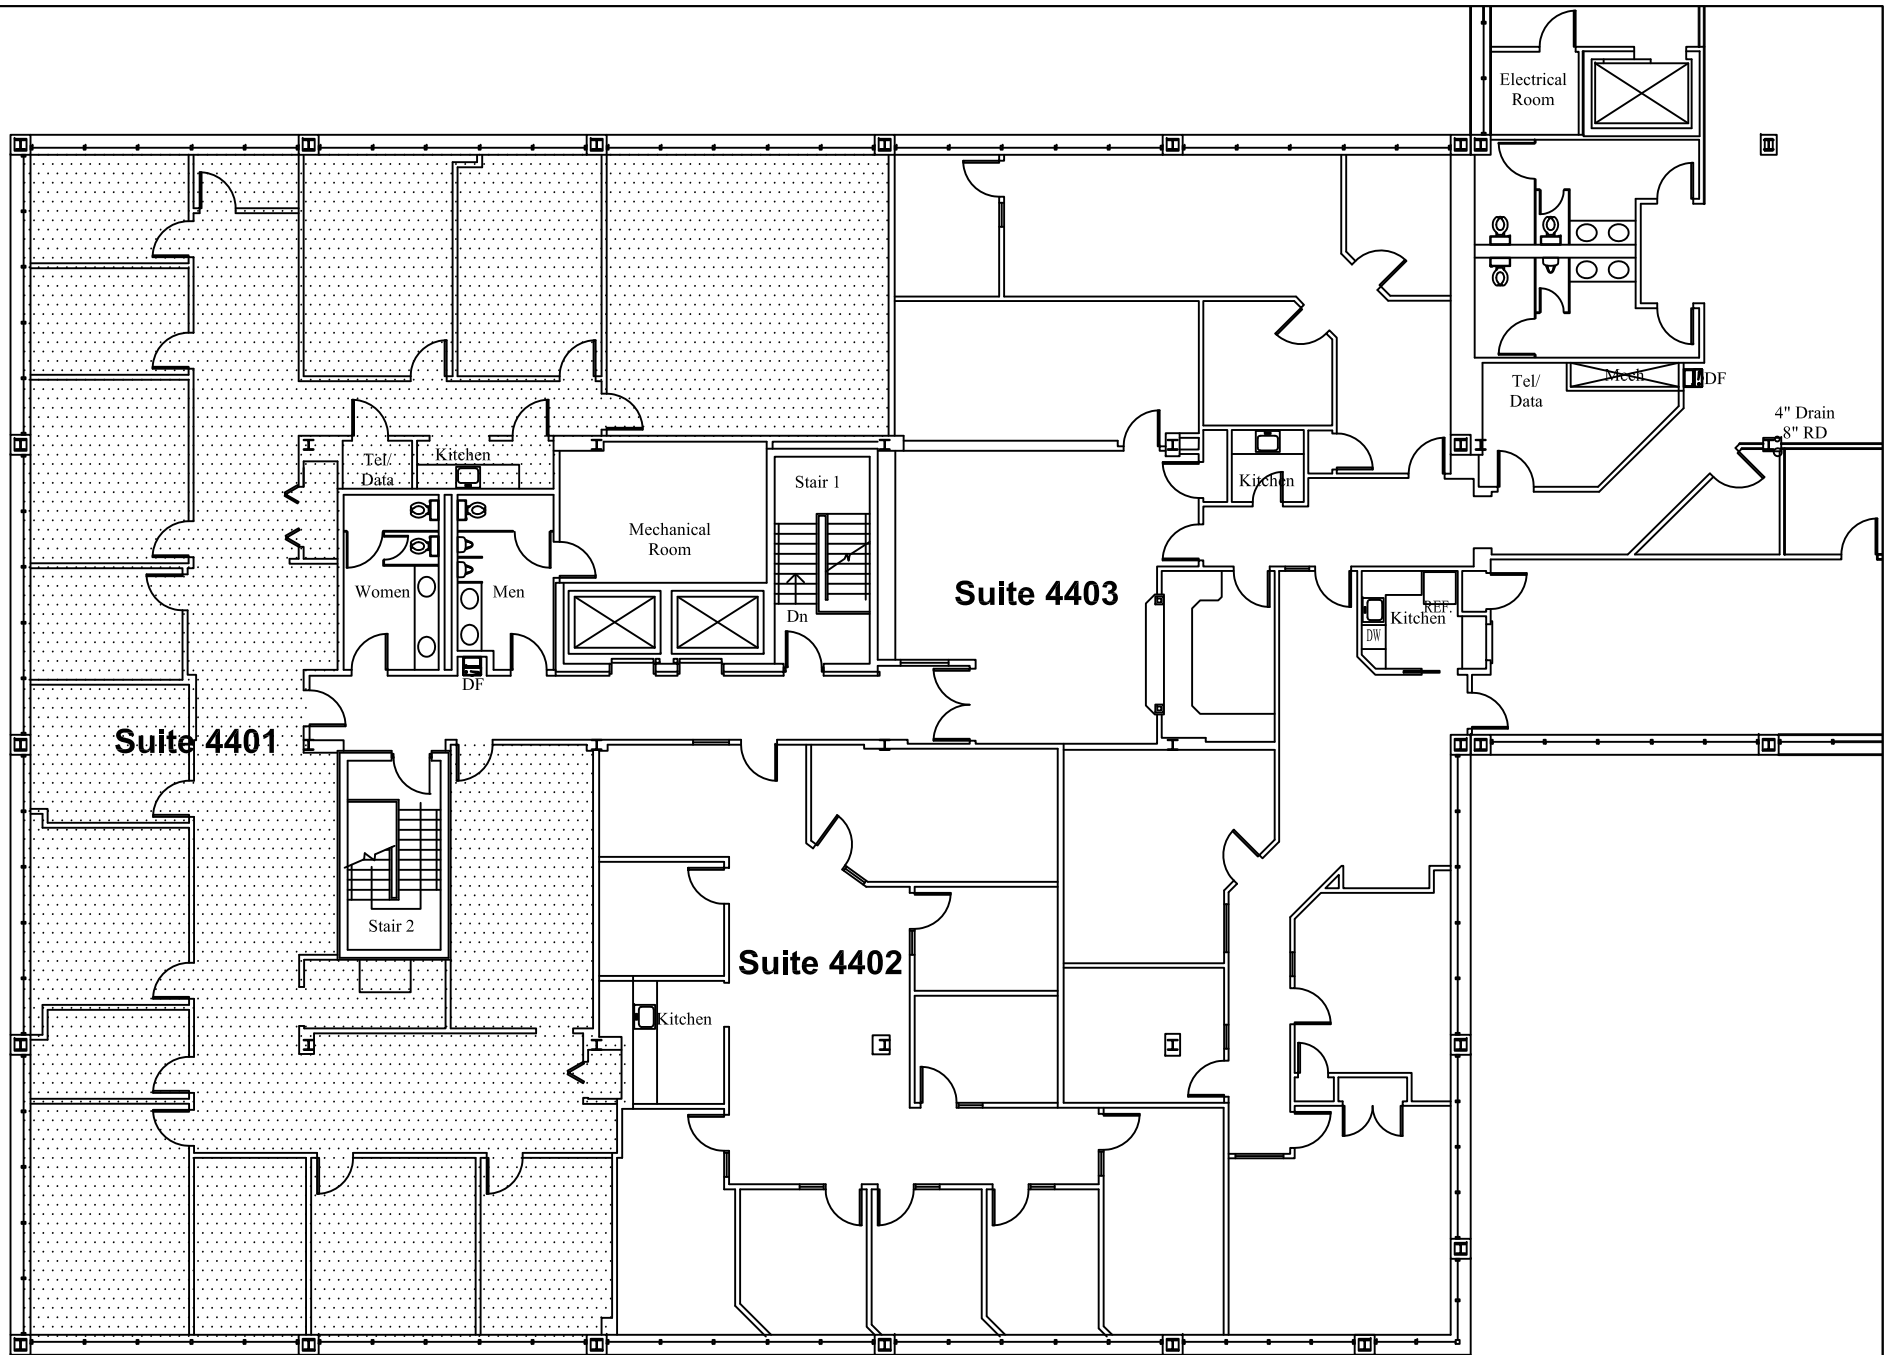 Electrical
Room
Tel/
Data
Mech
DF
4" Drain
8" RD
Tel/
Data
Kitchen
Stair 1
Kitchen
Mechanical
Room
Women
Men
Dn
Suite 4403
REF.
Kitchen
DW
DF
Suite 4401
Stair 2
Suite 4402
Kitchen